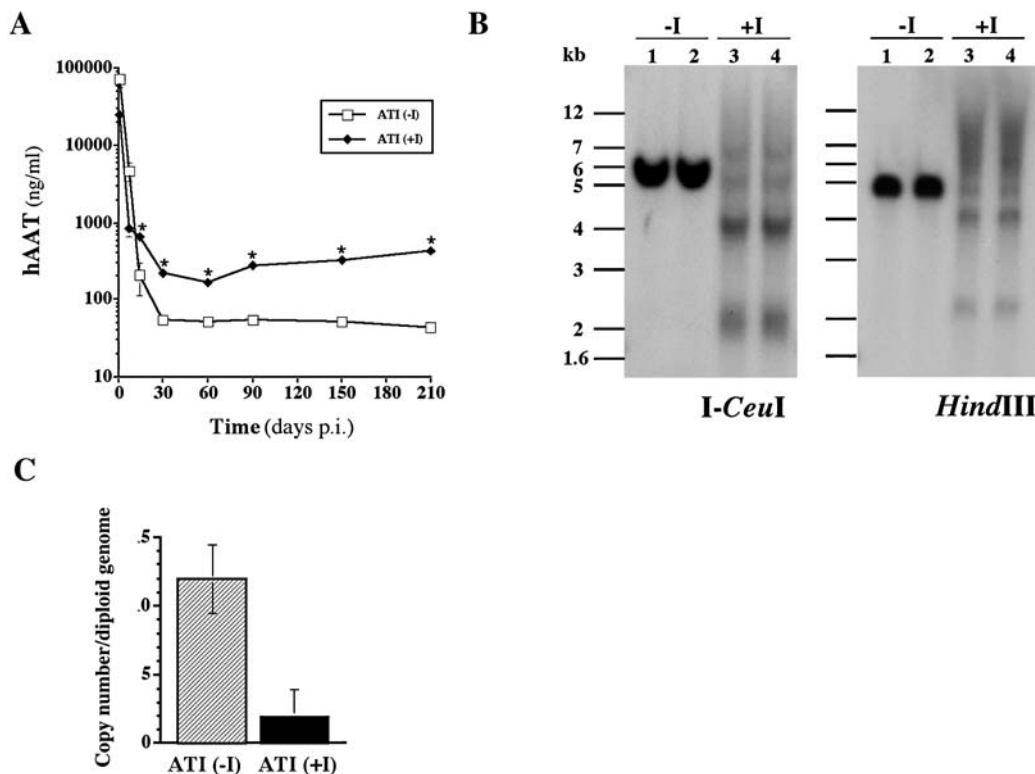 A
100000
10000
1000
100
10
hAAT (ng/ml)
0 30 60 90 120 150 180 210
Time (days p.i.)
ATI (-I)
ATI (+I)
* * * * * *
B
-I +I
kb 1 2 3 4
12
7
6
5
4
3
2
1.6
I-CeuI
-I +I
1 2 3 4
HindIII
C
Copy number/diploid genome
.5
.0
5
0
ATI (-I) ATI (+I)